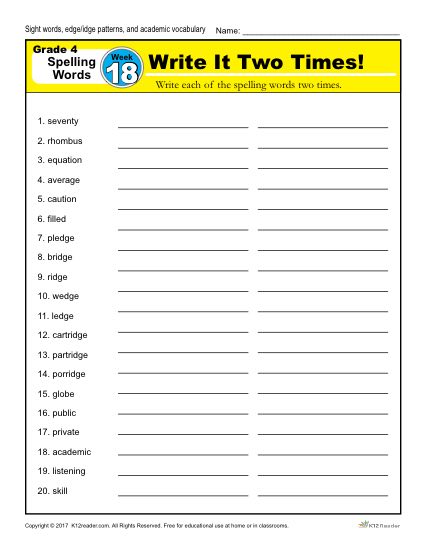 Sight words, edge/idge patterns, and academic vocabulary Name:
Grade 4
Spelling
Words
Week
18
Write It Two Times!
Write each of the spelling words two times.
1. seventy
2. rhombus
3. equation
4. average
5. caution
6. filled
7. pledge
8. bridge
9. ridge
10. wedge
11. ledge
12. cartridge
13. partridge
14. porridge
15. globe
16. public
17. private
18. academic
19. listening
20. skill
Copyright © 2017 K12reader.com. All Rights Reserved. Free for educational use at home or in classrooms.
K12Reader